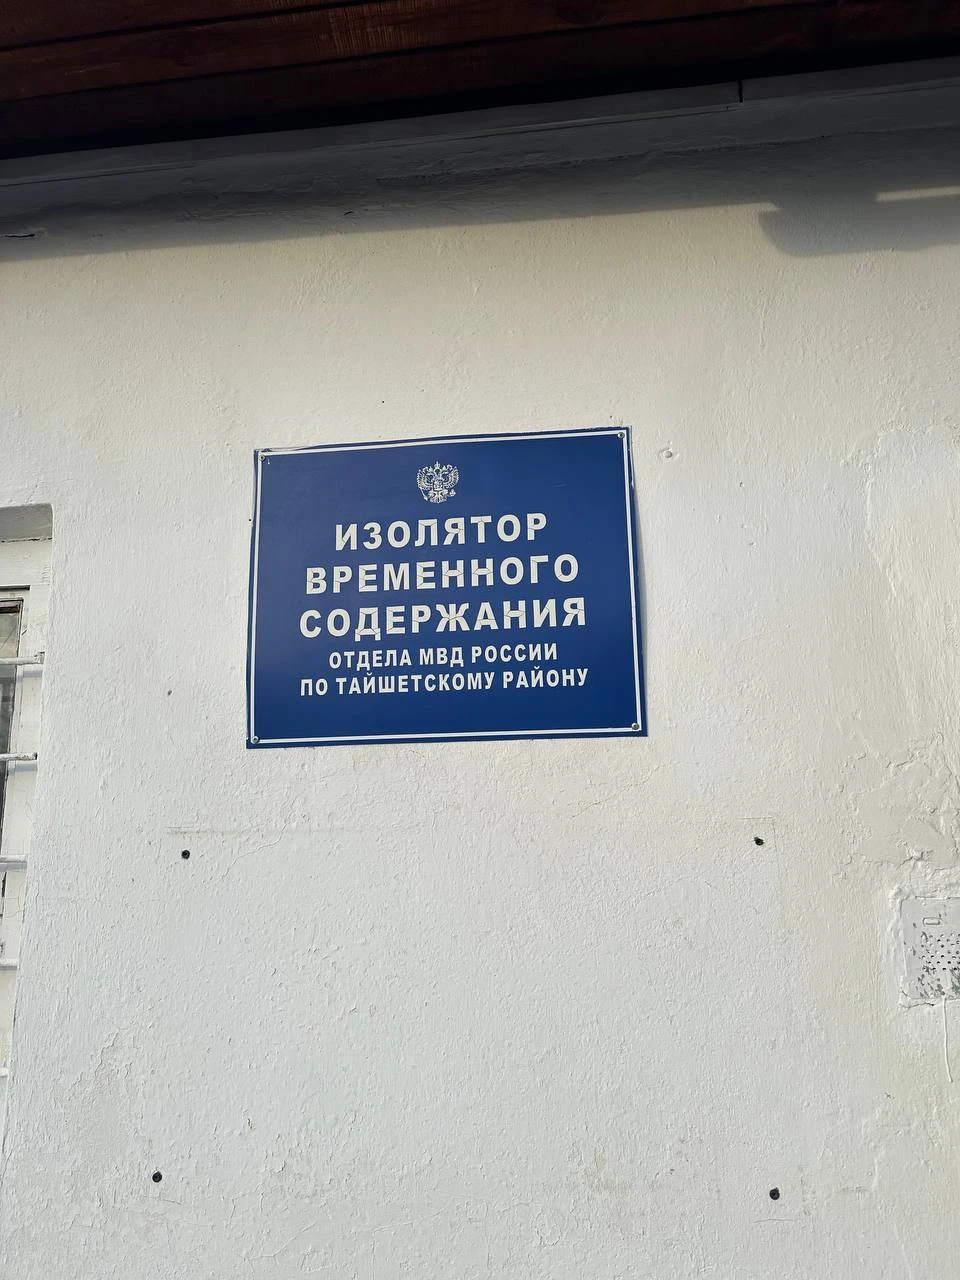 ИЗОЛЯТОР
ВРЕМЕННОГО
СОДЕРЖАНИЯ
ОТДЕЛА МВД РОССИИ
ПО ТАЙШЕТСКОМУ РАЙОНУ